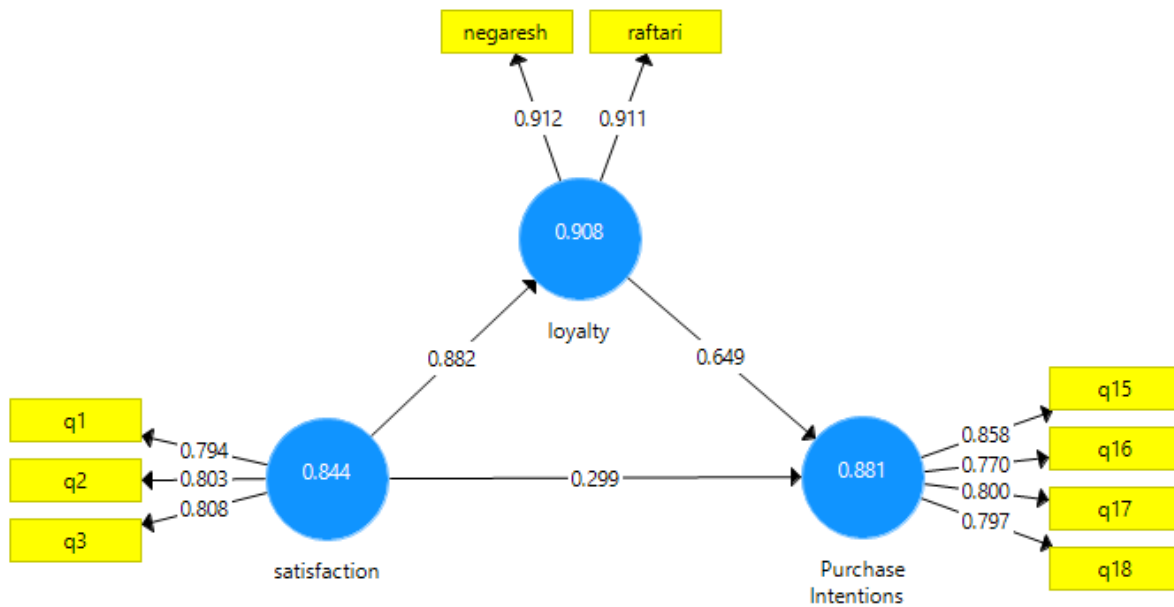 negaresh
raftari
0.912
0.911
0.908
loyalty
0.882
0.649
q1
q2
q3
0.794
0.803
0.808
0.844
satisfaction
0.299
0.881
Purchase
Intentions
0.858
0.770
0.800
0.797
q15
q16
q17
q18